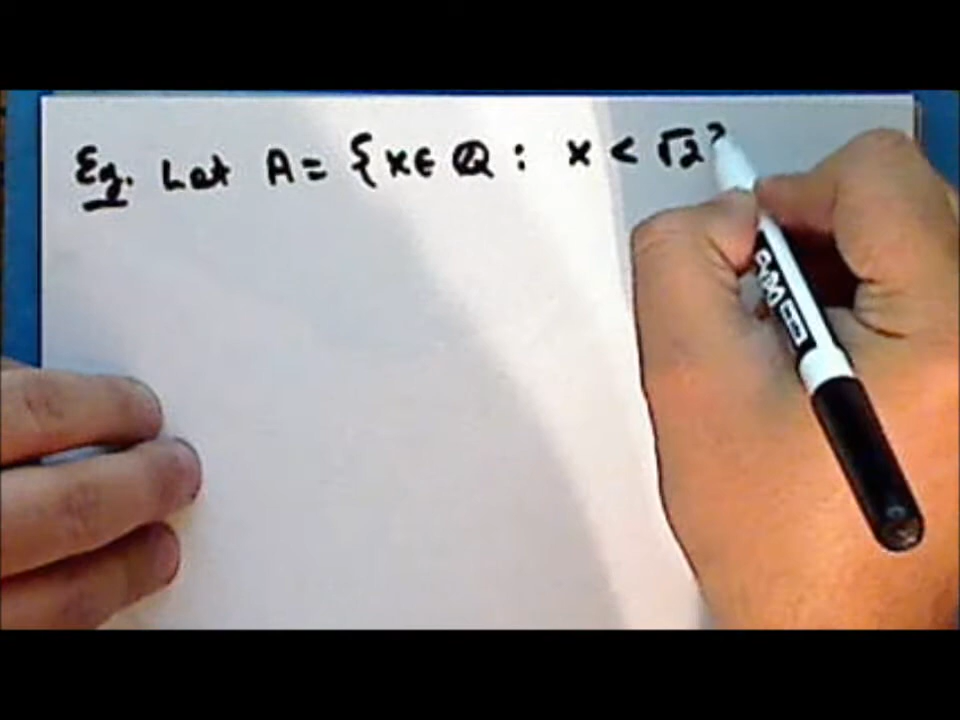 Eg. Let A = {x ∈ ℚ : x < √2}